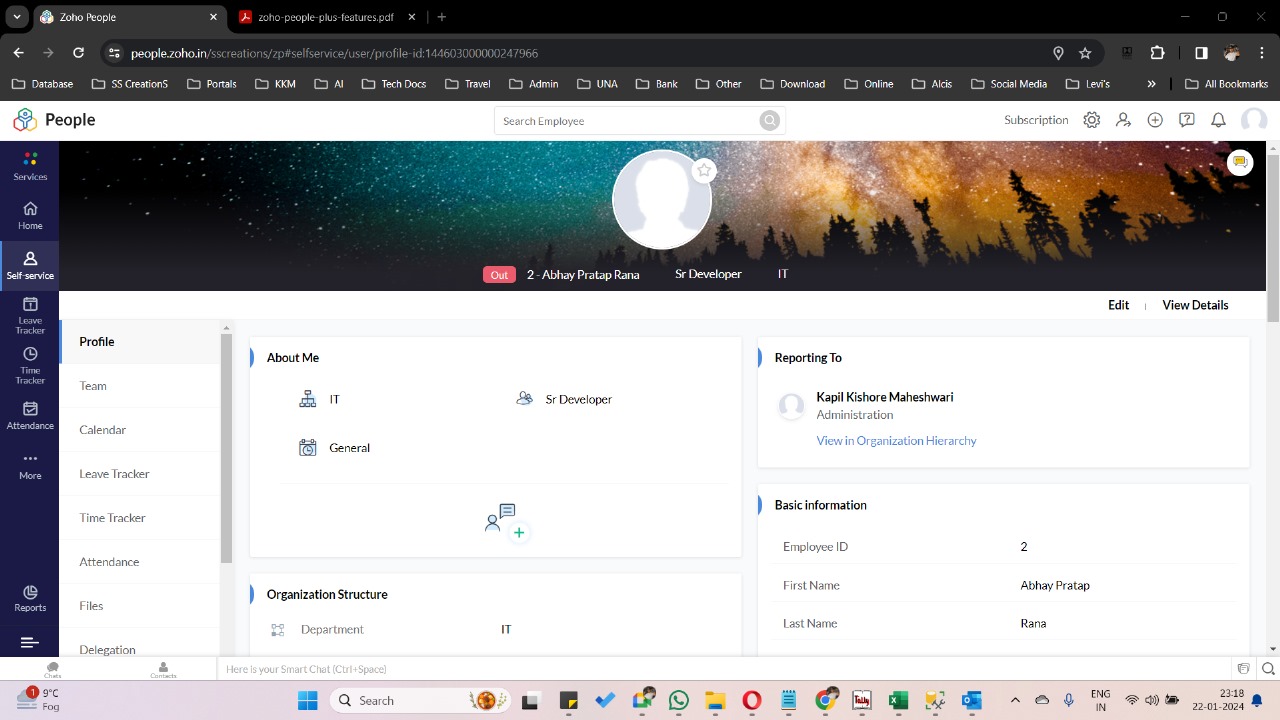 Zoho People
zoho-people-plus-features.pdf
people.zoho.in/sscreations/zp#selfservice/user/profile-id:144603000000247966
Database SS CreationS Portals KKM AI Tech Docs Travel Admin UNA Bank Other Download Online Alcis Social Media Levi's » All Bookmarks
People
Search Employee
Subscription
Services
Home
Self-service
Leave
Tracker
Time
Tracker
Attendance
More
Reports
Out 2 - Abhay Pratap Rana Sr Developer IT
Edit View Details
Profile
Team
Calendar
Leave Tracker
Time Tracker
Attendance
Files
Delegation
About Me
IT Sr Developer
General
Organization Structure
Department IT
Reporting To
Kapil Kishore Maheshwari
Administration
View in Organization Hierarchy
Basic information
Employee ID 2
First Name Abhay Pratap
Last Name Rana
Chats Contacts Here is your Smart Chat (Ctrl+Space)
1 9°C
Fog
Search
Tally
ENG
IN
23:18
22-01-2024